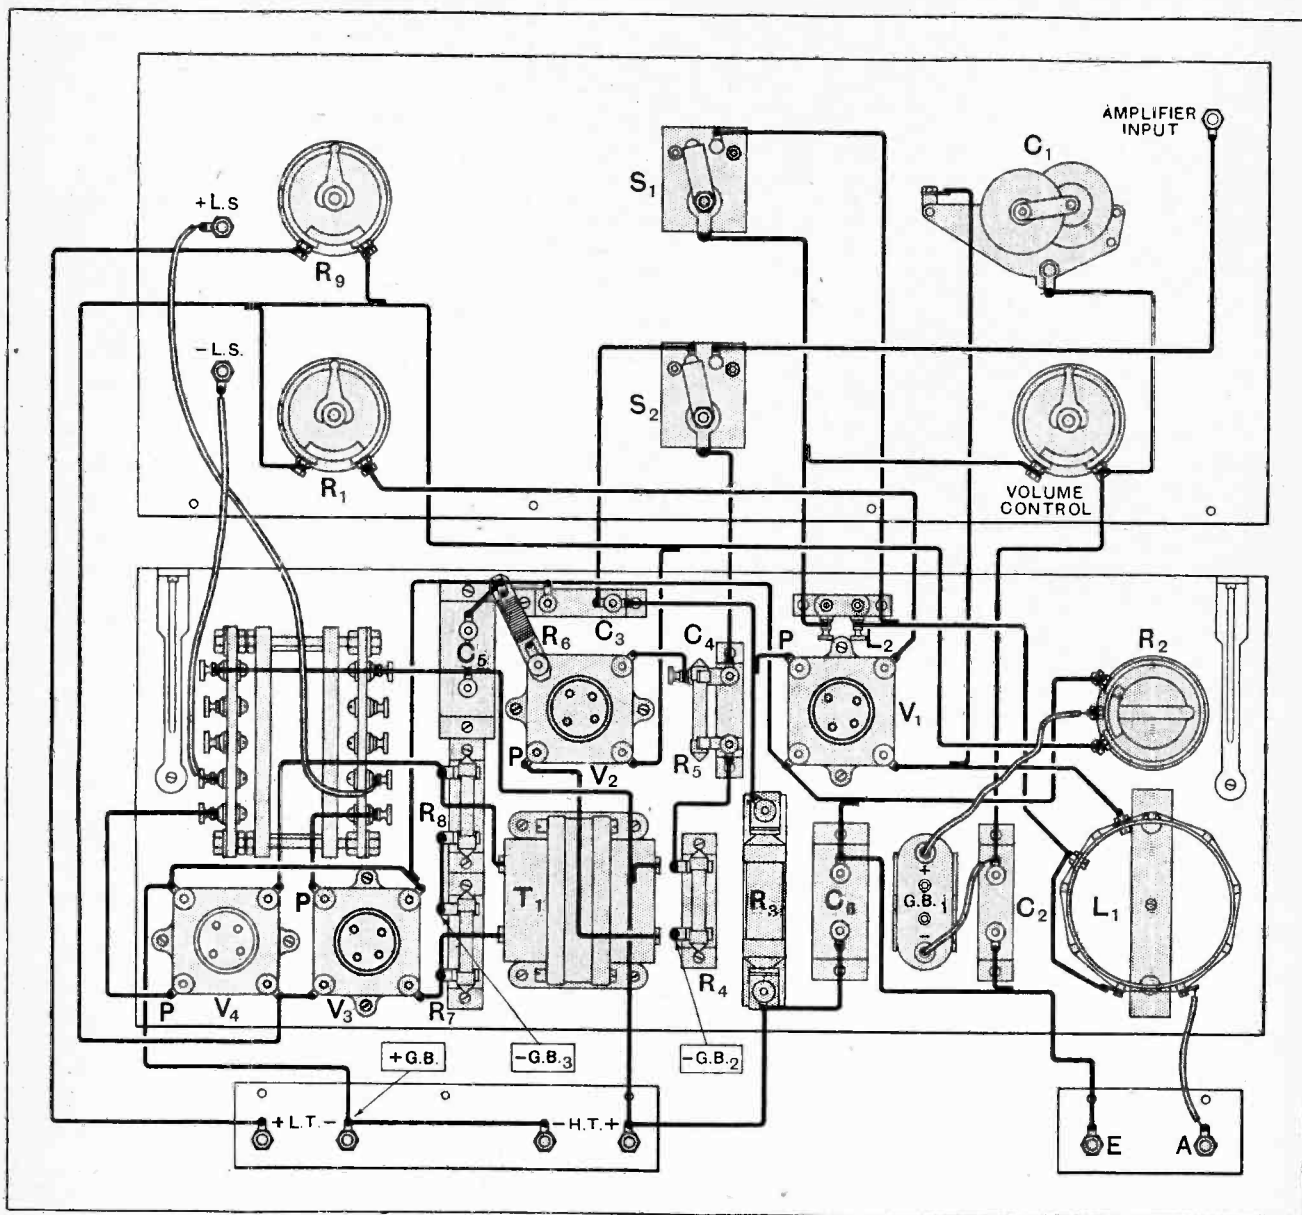 AMPLIFIER
INPUT
C1
S1
+L.S
R9
-L.S.
S2
R1
VOLUME
CONTROL
R6
C3
C4
L2
P
R2
C5
V1
P
V2
R5
R8
T1
R3
C6
+
G.B.1
-
C2
L1
P
R4
P
V4
V3
R7
+G.B.
-G.B.3
-G.B.2
+L.T.-
-H.T.+
E
A